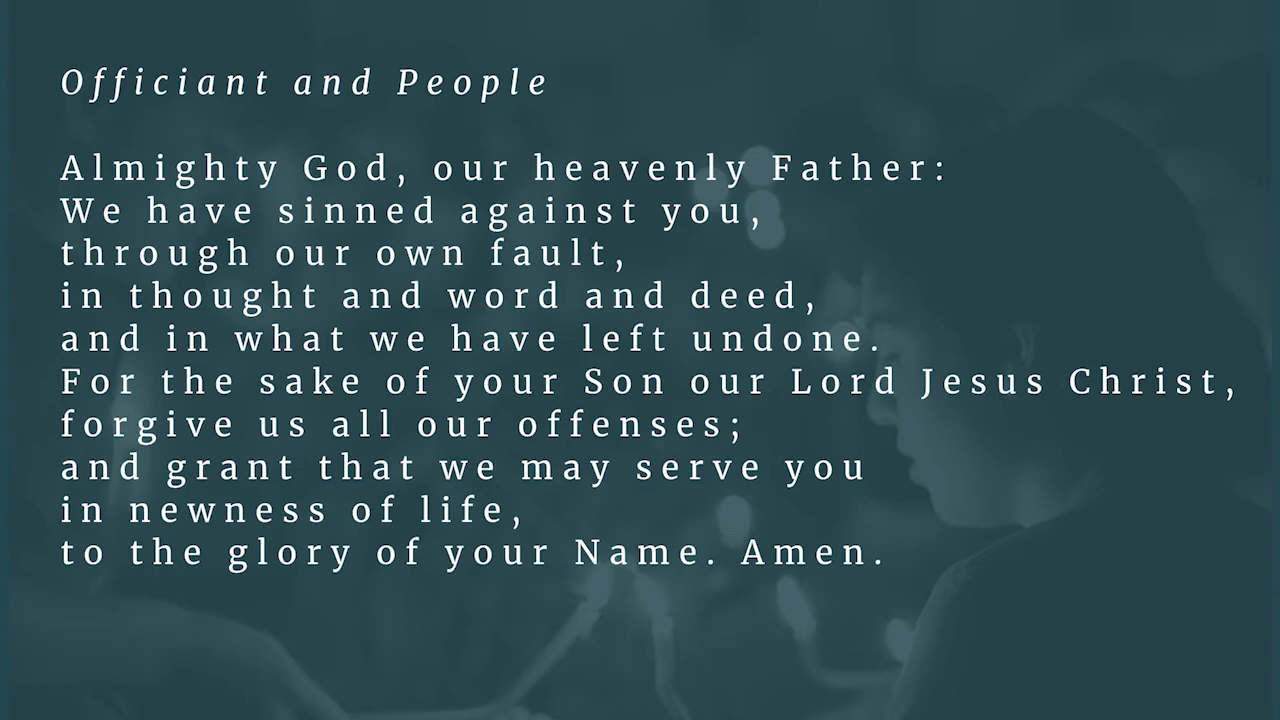 Officiant and People
Almighty God, our heavenly Father:
We have sinned against you,
through our own fault,
in thought and word and deed,
and in what we have left undone.
For the sake of your Son our Lord Jesus Christ,
forgive us all our offenses;
and grant that we may serve you
in newness of life,
to the glory of your Name. Amen.